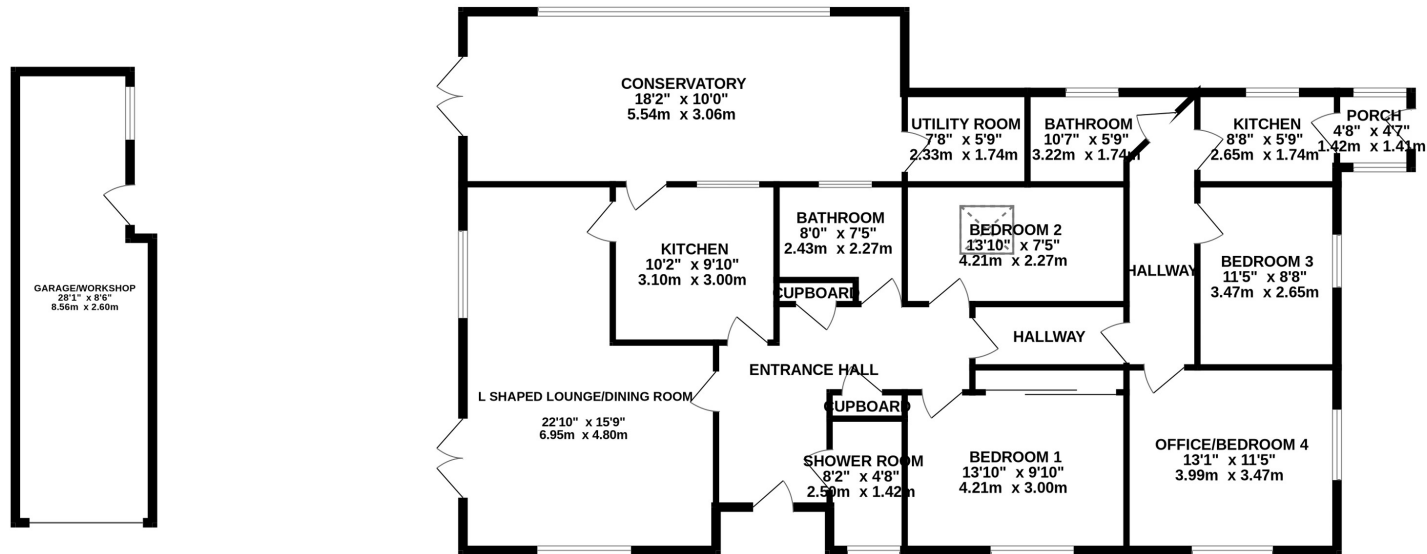 CONSERVATORY
18'2" x 10'0"
5.54m x 3.06m
UTILITY ROOM
7'8" x 5'9"
2.33m x 1.74m
BATHROOM
10'7" x 5'9"
3.22m x 1.74m
KITCHEN
8'8" x 5'9"
2.65m x 1.74m
PORCH
4'8" x 4'7"
1.42m x 1.41m
BATHROOM
8'0" x 7'5"
2.43m x 2.27m
BEDROOM 2
13'10" x 7'5"
4.21m x 2.27m
KITCHEN
10'2" x 9'10"
3.10m x 3.00m
HALLWAY
BEDROOM 3
11'5" x 8'8"
3.47m x 2.65m
GARAGE/WORKSHOP
28'1" x 8'6"
8.56m x 2.60m
CUPBOARD
HALLWAY
ENTRANCE HALL
L SHAPED LOUNGE/DINING ROOM
22'10" x 15'9"
6.95m x 4.80m
CUPBOARD
SHOWER ROOM
8'2" x 4'8"
2.50m x 1.42m
BEDROOM 1
13'10" x 9'10"
4.21m x 3.00m
OFFICE/BEDROOM 4
13'1" x 11'5"
3.99m x 3.47m